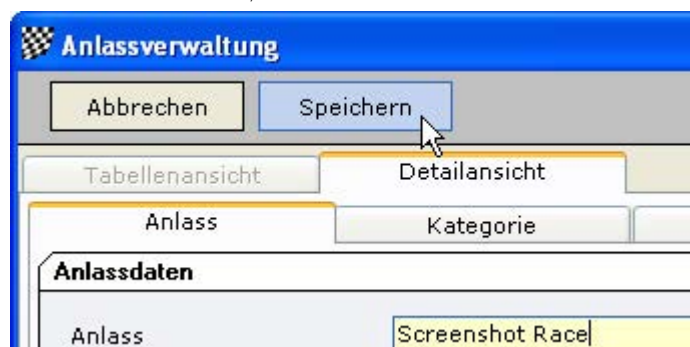 Anlassverwaltung
Abbrechen Speichern
Tabellenansicht Detailansicht
Anlass Kategorie
Anlassdaten
Anlass Screenshot Race